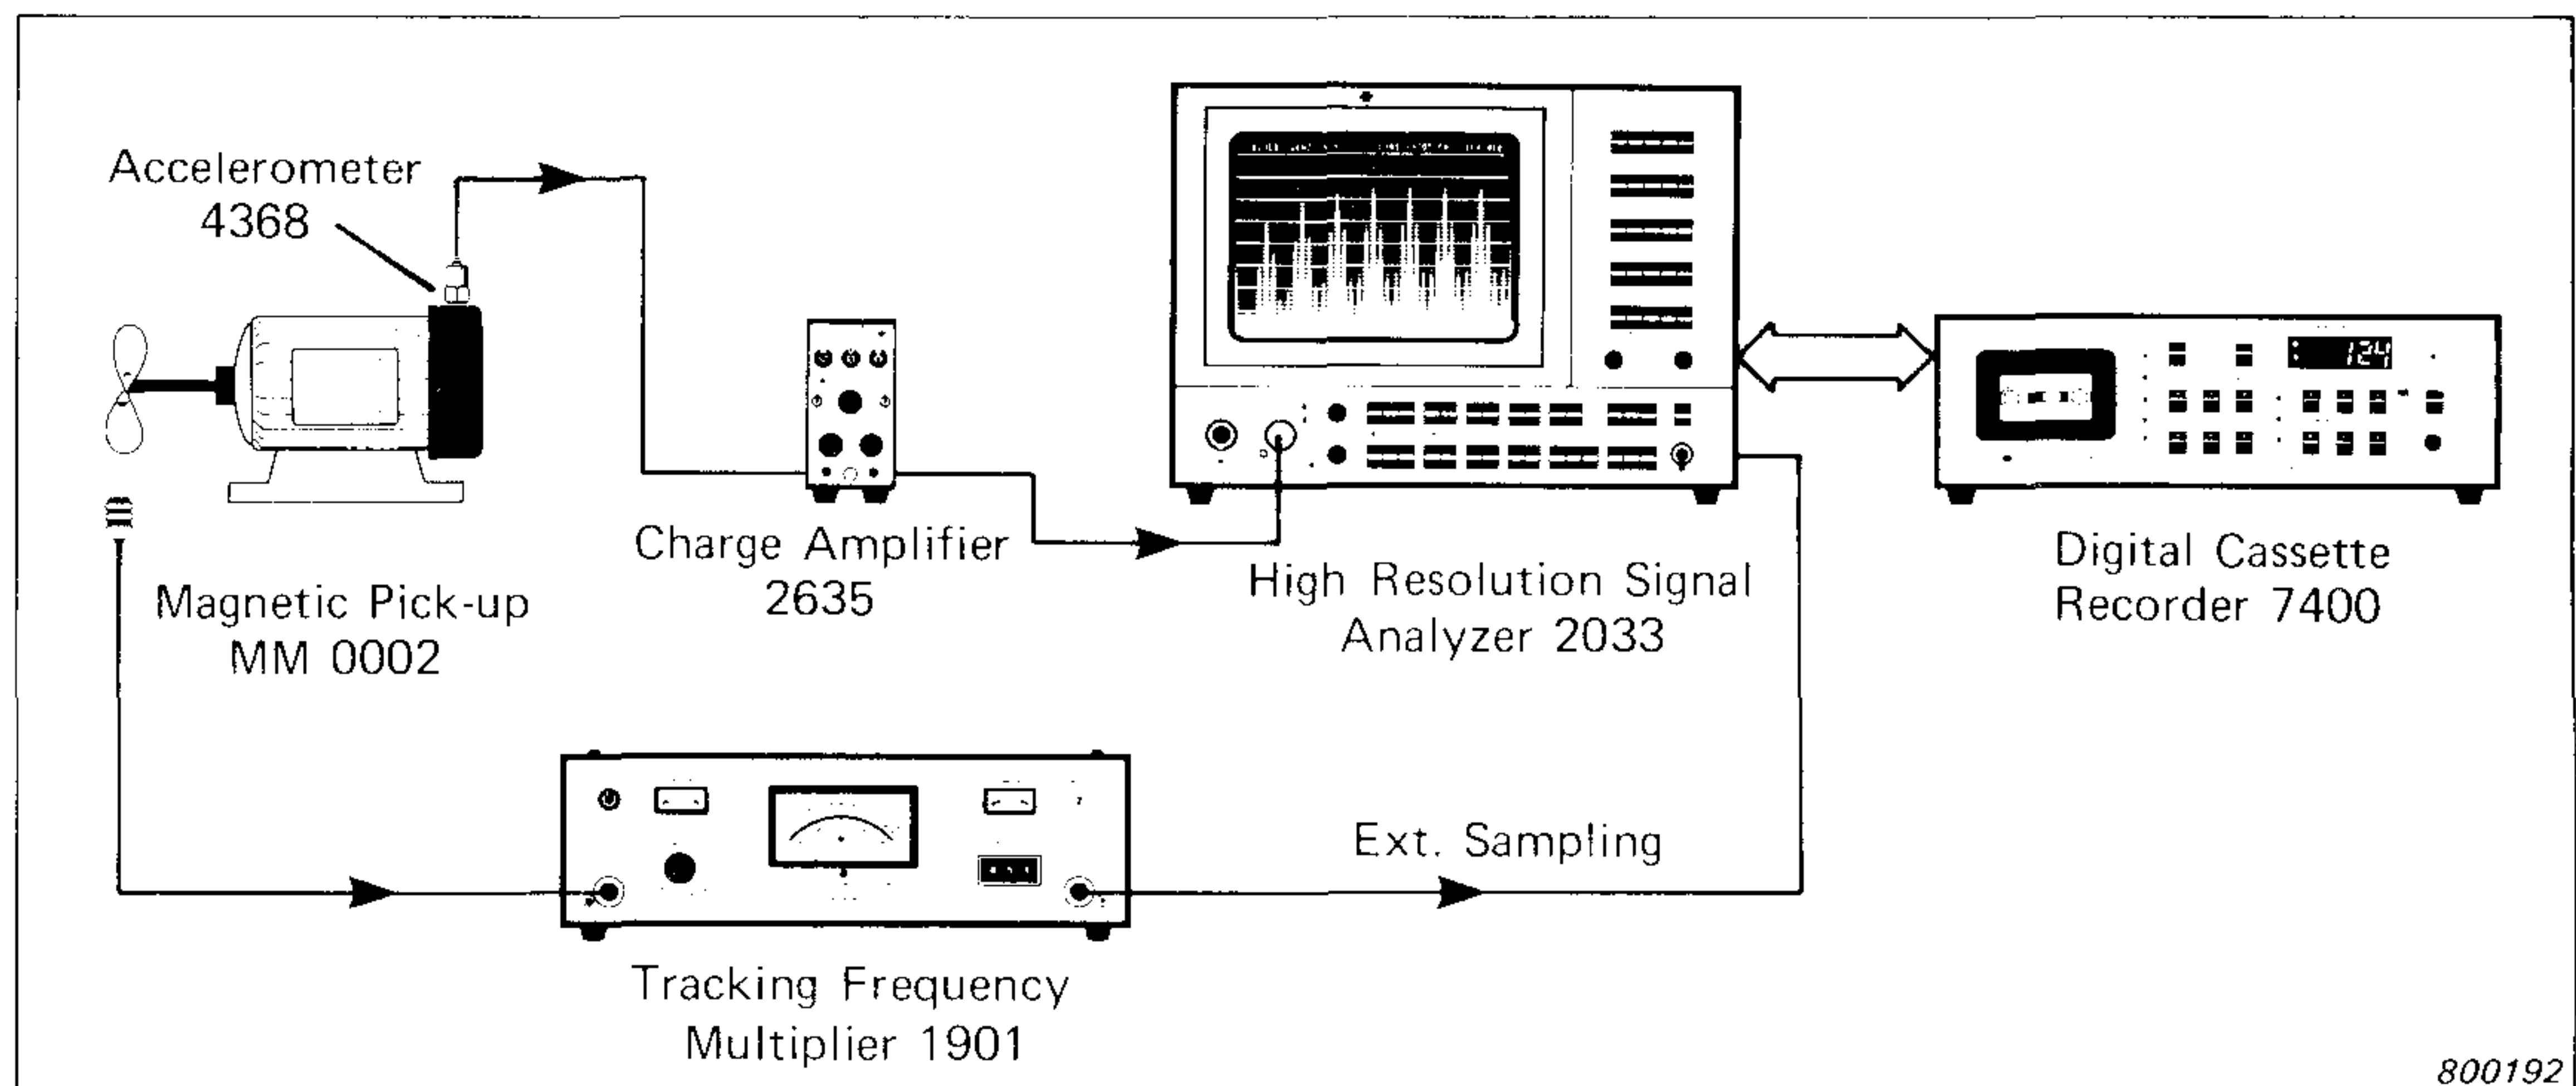 Accelerometer
4368
Magnetic Pick-up
MM 0002
Charge Amplifier
2635
High Resolution Signal
Analyzer 2033
124
Digital Cassette
Recorder 7400
Ext. Sampling
Tracking Frequency
Multiplier 1901
800192